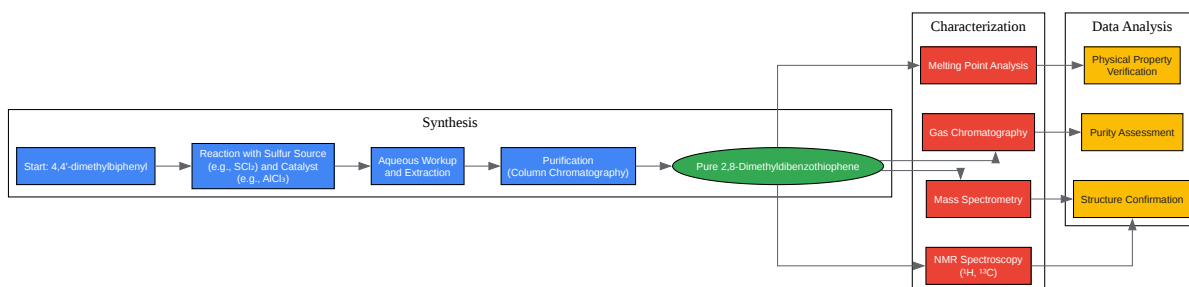 Synthesis
Start: 4,4'-dimethylbiphenyl
Reaction with Sulfur Source
(e.g., SCl₂) and Catalyst
(e.g., AlCl₃)
Aqueous Workup
and Extraction
Purification
(Column Chromatography)
Pure 2,8-Dimethyldibenzothiophene
Characterization
Melting Point Analysis
Gas Chromatography
Mass Spectrometry
NMR Spectroscopy
(¹H, ¹³C)
Data Analysis
Physical Property
Verification
Purity Assessment
Structure Confirmation